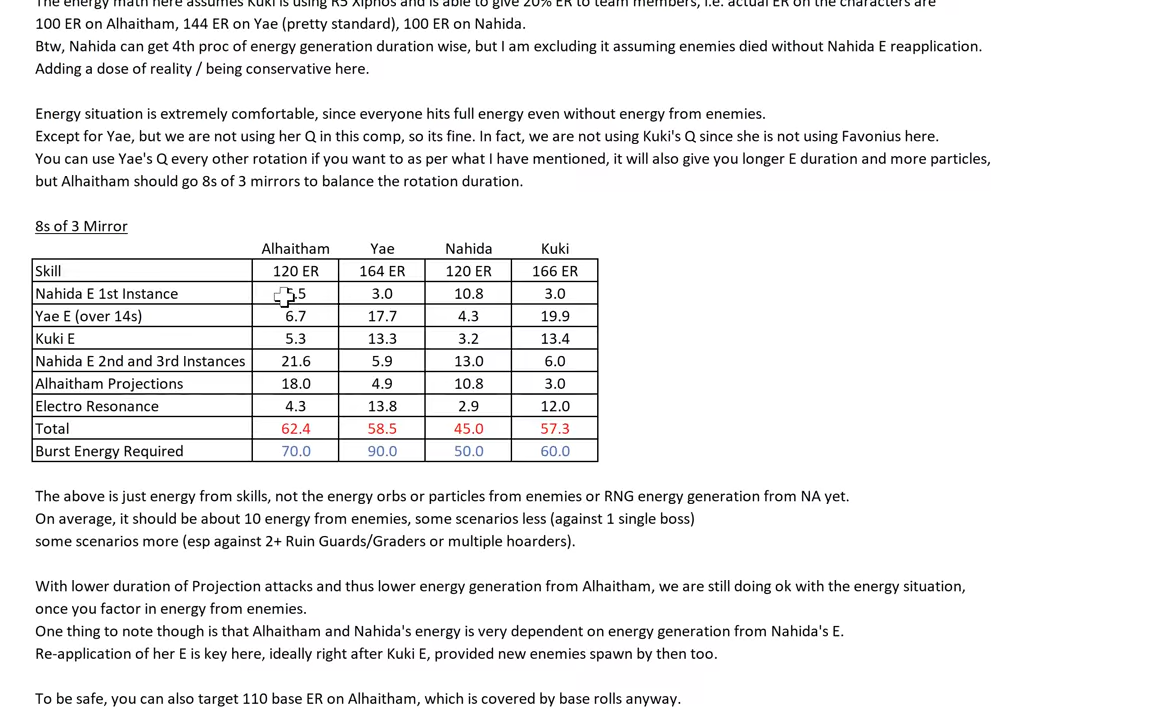 The energy math here assumes Kuki is using R5 Xiphos and is able to give 20% ER to team members, i.e. actual ER on the characters are
100 ER on Alhaitham, 144 ER on Yae (pretty standard), 100 ER on Nahida.
Btw, Nahida can get 4th proc of energy generation duration wise, but I am excluding it assuming enemies died without Nahida E reapplication.
Adding a dose of reality / being conservative here.
Energy situation is extremely comfortable, since everyone hits full energy even without energy from enemies.
Except for Yae, but we are not using her Q in this comp, so its fine. In fact, we are not using Kuki's Q since she is not using Favonius here.
You can use Yae's Q every other rotation if you want to as per what I have mentioned, it will also give you longer E duration and more particles,
but Alhaitham should go 8s of 3 mirrors to balance the rotation duration.
8s of 3 Mirror
Alhaitham Yae Nahida Kuki
Skill 120 ER 164 ER 120 ER 166 ER
Nahida E 1st Instance 3.0 10.8 3.0
Yae E (over 14s) 6.7 17.7 4.3 19.9
Kuki E 5.3 13.3 3.2 13.4
Nahida E 2nd and 3rd Instances 21.6 5.9 13.0 6.0
Alhaitham Projections 18.0 4.9 10.8 3.0
Electro Resonance 4.3 13.8 2.9 12.0
Total 62.4 58.5 45.0 57.3
Burst Energy Required 70.0 90.0 50.0 60.0
The above is just energy from skills, not the energy orbs or particles from enemies or RNG energy generation from NA yet.
On average, it should be about 10 energy from enemies, some scenarios less (against 1 single boss)
some scenarios more (esp against 2+ Ruin Guards/Graders or multiple hoarders).
With lower duration of Projection attacks and thus lower energy generation from Alhaitham, we are still doing ok with the energy situation,
once you factor in energy from enemies.
One thing to note though is that Alhaitham and Nahida's energy is very dependent on energy generation from Nahida's E.
Re-application of her E is key here, ideally right after Kuki E, provided new enemies spawn by then too.
To be safe, you can also target 110 base ER on Alhaitham, which is covered by base rolls anyway.